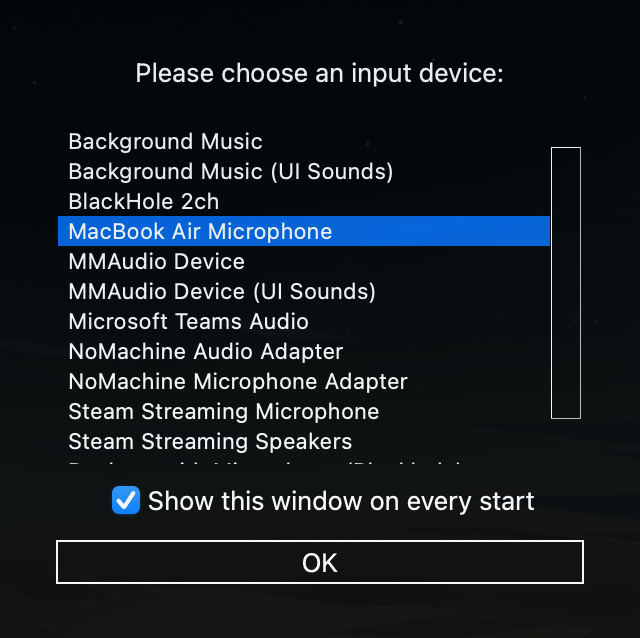 Please choose an input device:
Background Music
Background Music (UI Sounds)
BlackHole 2ch
MacBook Air Microphone
MMAudio Device
MMAudio Device (UI Sounds)
Microsoft Teams Audio
NoMachine Audio Adapter
NoMachine Microphone Adapter
Steam Streaming Microphone
Steam Streaming Speakers
Show this window on every start
OK